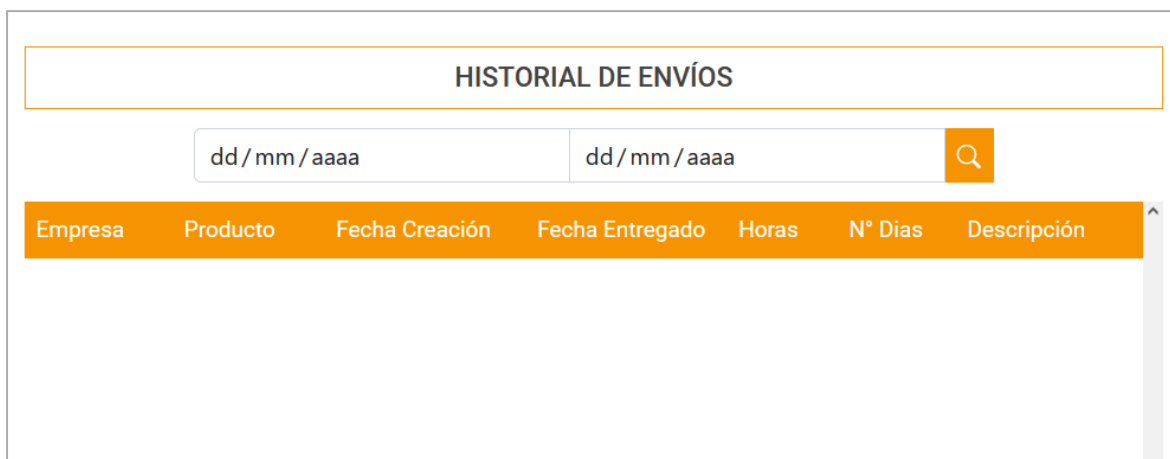 HISTORIAL DE ENVÍOS
dd/mm/aaaa dd/mm/aaaa
Empresa Producto Fecha Creación Fecha Entregado Horas N° Dias Descripción